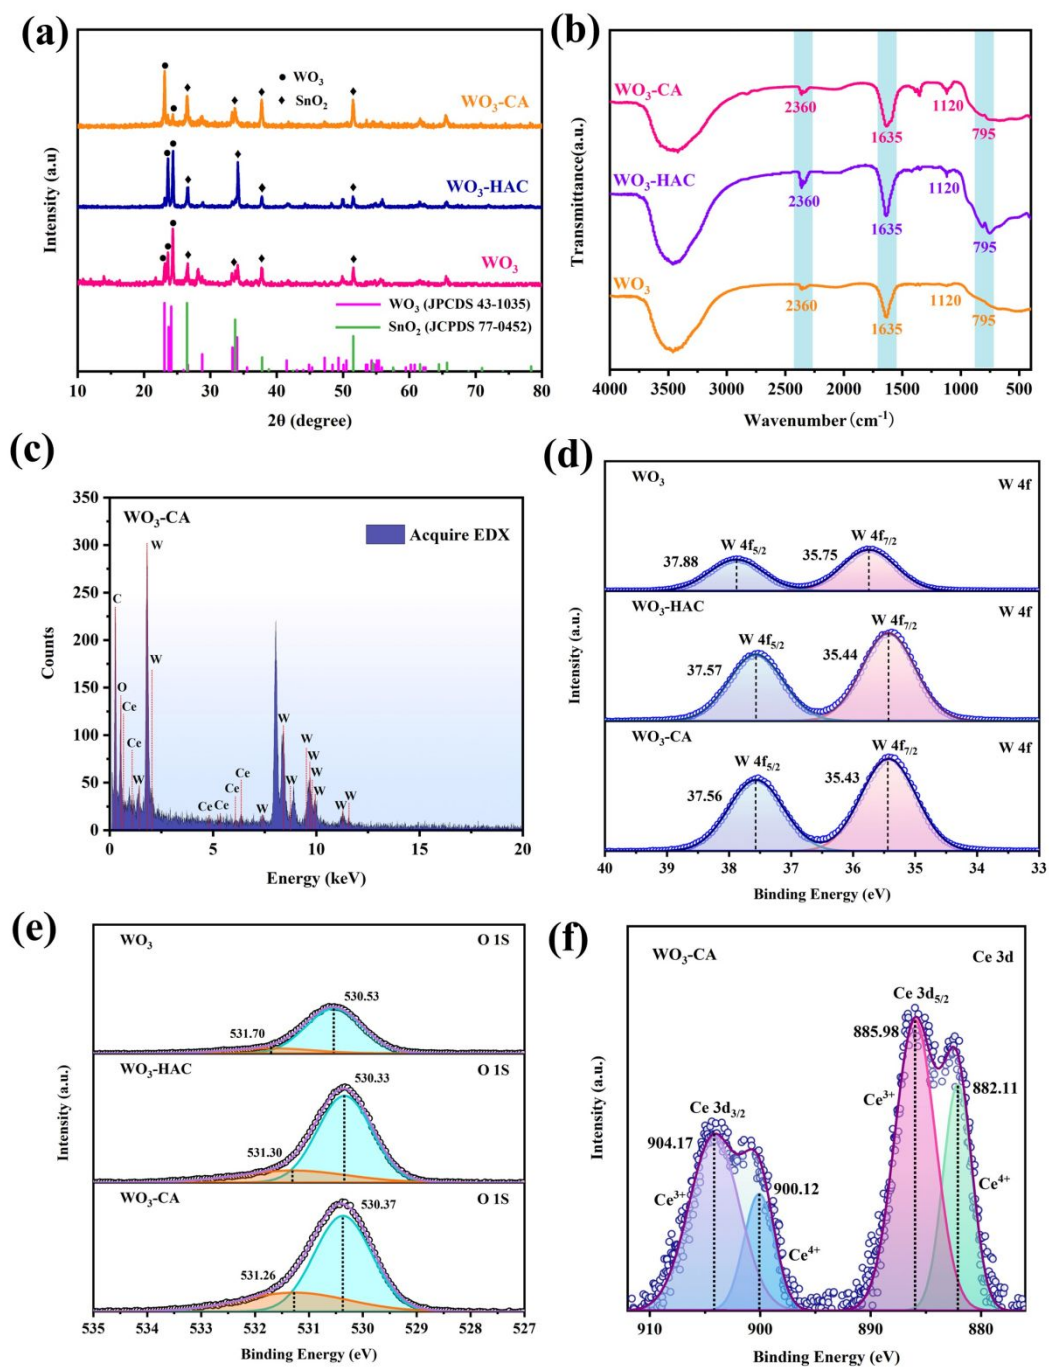 (a)
● WO₃
♦ SnO₂
WO₃-CA
WO₃-HAC
WO₃
WO₃ (JPCDS 43-1035)
SnO₂ (JCPDS 77-0452)
Intensity (a.u)
10 20 30 40 50 60 70 80
2θ (degree)
(b)
WO₃-CA
2360
1635
1120
795
WO₃-HAC
2360
1635
1120
795
WO₃
2360
1635
1120
795
Transmittance(a.u)
4000 3500 3000 2500 2000 1500 1000 500
Wavenumber (cm⁻¹)
(c)
WO₃-CA
Acquire EDX
350
300
250
200
150
100
50
0
Counts
C
O
Ce
Ce
W
W
W
Ce
Ce
Ce
Ce
W
W
W
W
W
W
W
W
W
0 5 10 15 20
Energy (keV)
(d)
WO₃
W 4f
37.88
W 4f₅/₂
35.75
W 4f₇/₂
WO₃-HAC
W 4f
37.57
W 4f₅/₂
35.44
W 4f₇/₂
WO₃-CA
W 4f
37.56
W 4f₅/₂
35.43
W 4f₇/₂
Intensity (a.u.)
40 39 38 37 36 35 34 33
Binding Energy (eV)
(e)
WO₃
O 1S
531.70
530.53
WO₃-HAC
O 1S
531.30
530.33
WO₃-CA
O 1S
531.26
530.37
Intensity (a.u.)
535 534 533 532 531 530 529 528 527
Binding Energy (eV)
(f)
WO₃-CA
Ce 3d
Ce 3d₅/₂
885.98
882.11
Ce³⁺
Ce⁴⁺
Ce 3d₃/₂
904.17
900.12
Ce³⁺
Ce⁴⁺
Intensity (a.u.)
910 900 890 880
Binding Energy (eV)